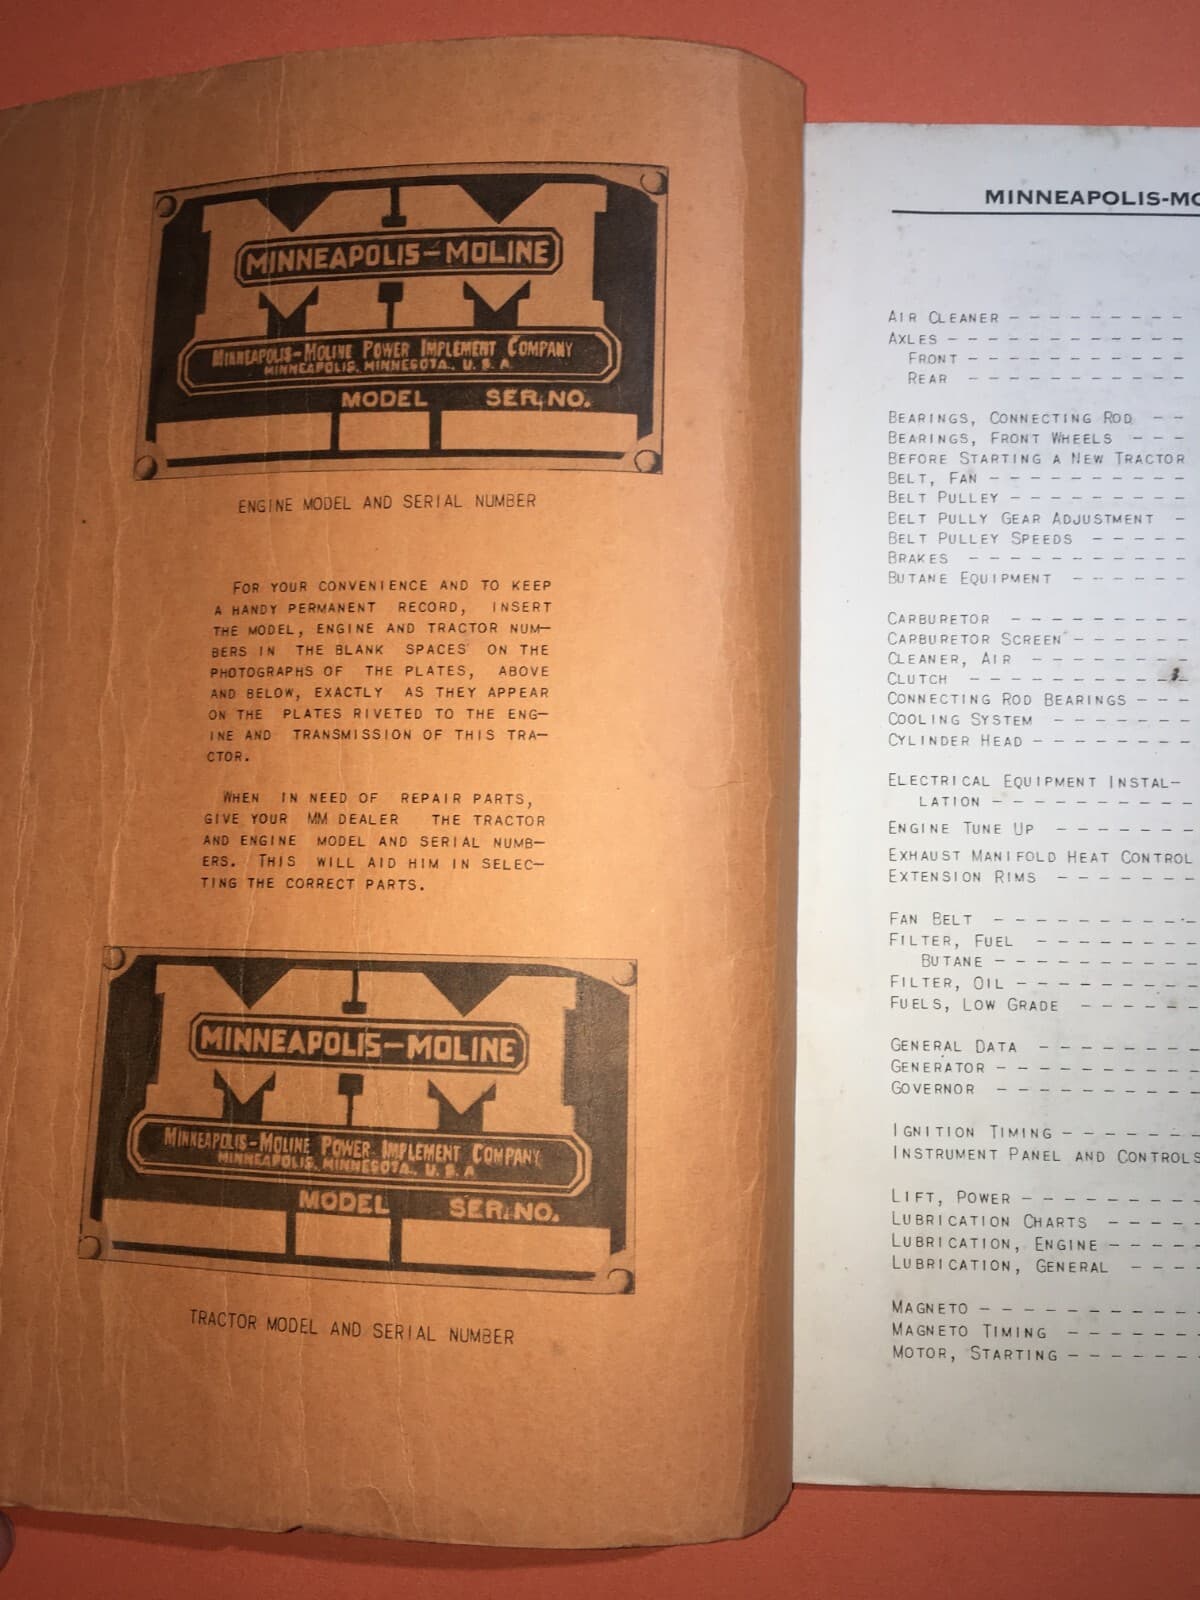 MINNEAPOLIS-MOLINE
MINNEAPOLIS-MOLINE POWER IMPLEMENT COMPANY
MINNEAPOLIS, MINNESOTA., U. S. A
MODEL SER. NO.
ENGINE MODEL AND SERIAL NUMBER
FOR YOUR CONVENIENCE AND TO KEEP
A HANDY PERMANENT RECORD, INSERT
THE MODEL, ENGINE AND TRACTOR NUM-
BERS IN THE BLANK SPACES ON THE
PHOTOGRAPHS OF THE PLATES, ABOVE
AND BELOW, EXACTLY AS THEY APPEAR
ON THE PLATES RIVETED TO THE ENG-
INE AND TRANSMISSION OF THIS TRA-
CTOR.
WHEN IN NEED OF REPAIR PARTS,
GIVE YOUR MM DEALER THE TRACTOR
AND ENGINE MODEL AND SERIAL NUMB-
ERS. THIS WILL AID HIM IN SELEC-
TING THE CORRECT PARTS.
MINNEAPOLIS-MOLINE
MINNEAPOLIS-MOLINE POWER IMPLEMENT COMPANY
MINNEAPOLIS, MINNESOTA., U. S. A
MODEL SER. NO.
TRACTOR MODEL AND SERIAL NUMBER
MINNEAPOLIS-MO
AIR CLEANER - - - - - - - - -
AXLES - - - - - - - - - - - -
FRONT - - - - - - - - - - -
REAR - - - - - - - - - - -
BEARINGS, CONNECTING ROD - -
BEARINGS, FRONT WHEELS - - -
BEFORE STARTING A NEW TRACTOR
BELT, FAN - - - - - - - - - -
BELT PULLEY - - - - - - - - -
BELT PULLY GEAR ADJUSTMENT -
BELT PULLEY SPEEDS - - - - -
BRAKES - - - - - - - - - - -
BUTANE EQUIPMENT - - - - - -
CARBURETOR - - - - - - - - -
CARBURETOR SCREEN - - - - - -
CLEANER, AIR - - - - - - - -
CLUTCH - - - - - - - - - - -
CONNECTING ROD BEARINGS - - -
COOLING SYSTEM - - - - - - -
CYLINDER HEAD - - - - - - - -
ELECTRICAL EQUIPMENT INSTAL-
LATION - - - - - - - - - -
ENGINE TUNE UP - - - - - - -
EXHAUST MANIFOLD HEAT CONTROL
EXTENSION RIMS - - - - - - -
FAN BELT - - - - - - - - - -
FILTER, FUEL - - - - - - - -
BUTANE - - - - - - - - - -
FILTER, OIL - - - - - - - - -
FUELS, LOW GRADE - - - - - -
GENERAL DATA - - - - - - - -
GENERATOR - - - - - - - - - -
GOVERNOR - - - - - - - - - -
IGNITION TIMING - - - - - - -
INSTRUMENT PANEL AND CONTROLS
LIFT, POWER - - - - - - - - -
LUBRICATION CHARTS - - - - -
LUBRICATION, ENGINE - - - - -
LUBRICATION, GENERAL - - - -
MAGNETO - - - - - - - - - - -
MAGNETO TIMING - - - - - - -
MOTOR, STARTING - - - - - - -